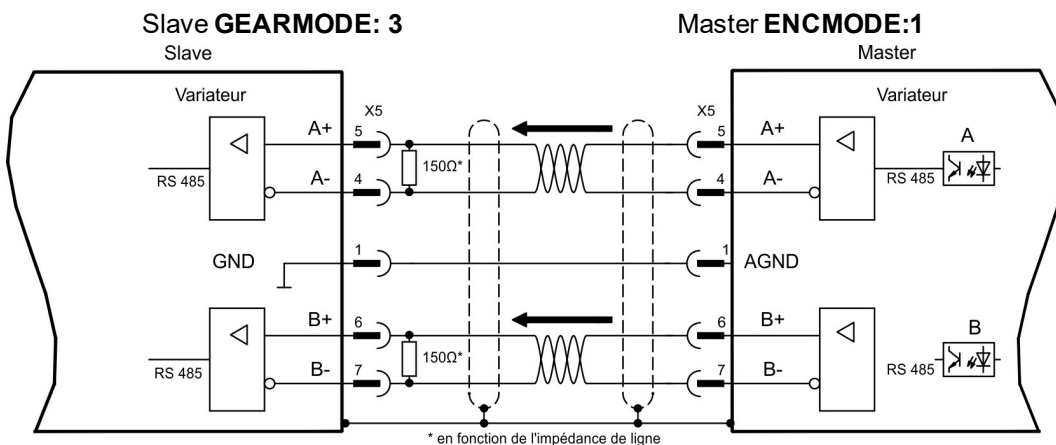 Slave GEARMODE: 3
Master ENCMODE:1
Slave
Master
Variateur
Variateur
X5
X5
A+
5
5
A+
A
150Ω*
RS 485
A-
4
4
A-
RS 485
GND
1
1
AGND
B+
6
6
B+
B
150Ω*
RS 485
B-
7
7
B-
RS 485
* en fonction de l'impédance de ligne